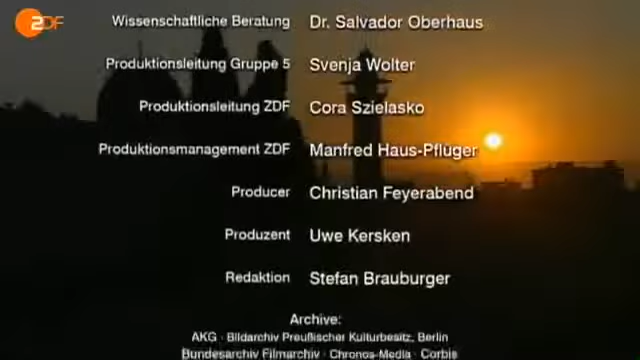 ZDF
Wissenschaftliche Beratung Dr. Salvador Oberhaus
Produktionsleitung Gruppe 5 Svenja Wolter
Produktionsleitung ZDF Cora Szielasko
Produktionsmanagement ZDF Manfred Haus-Pflüger
Producer Christian Feyerabend
Produzent Uwe Kersken
Redaktion Stefan Brauburger
Archive:
AKG · Bildarchiv Preußischer Kulturbesitz, Berlin
Bundesarchiv Filmarchiv · Chronos-Media · Corbis